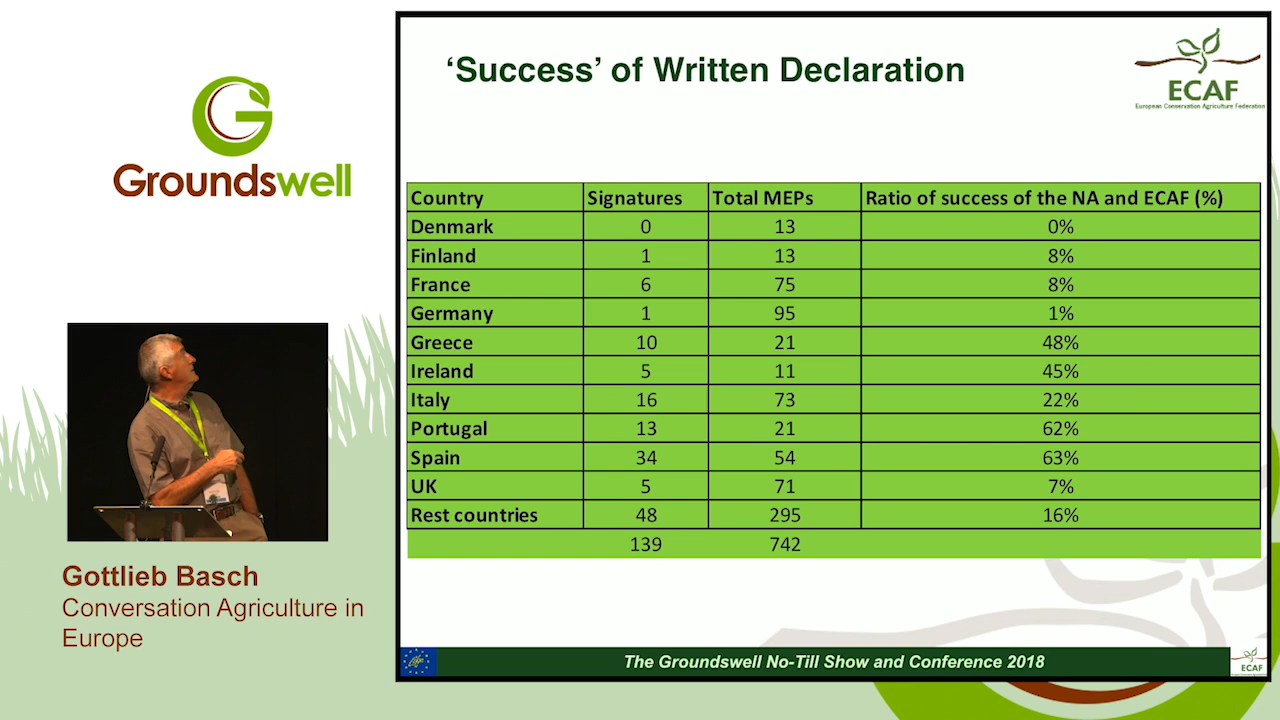 Groundswell
Gottlieb Basch
Conversation Agriculture in
Europe
‘Success’ of Written Declaration
ECAF
European Conservation Agriculture Federation
Country Signatures Total MEPs Ratio of success of the NA and ECAF (%)
Denmark 0 13 0%
Finland 1 13 8%
France 6 75 8%
Germany 1 95 1%
Greece 10 21 48%
Ireland 5 11 45%
Italy 16 73 22%
Portugal 13 21 62%
Spain 34 54 63%
UK 5 71 7%
Rest countries 48 295 16%
139 742
Life
The Groundswell No-Till Show and Conference 2018
ECAF